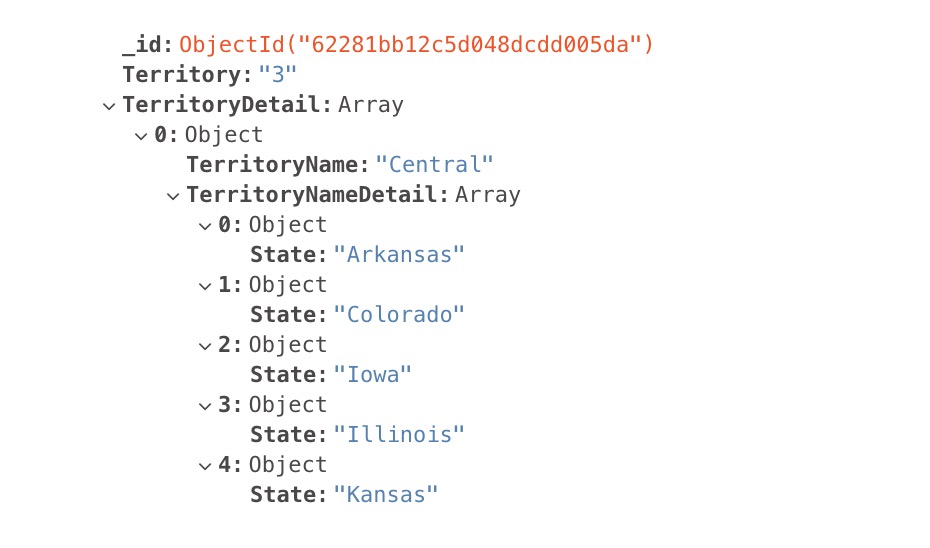 _id: ObjectId("62281bb12c5d048dcdd005da")
Territory: "3"
TerritoryDetail: Array
0: Object
TerritoryName: "Central"
TerritoryNameDetail: Array
0: Object
State: "Arkansas"
1: Object
State: "Colorado"
2: Object
State: "Iowa"
3: Object
State: "Illinois"
4: Object
State: "Kansas"